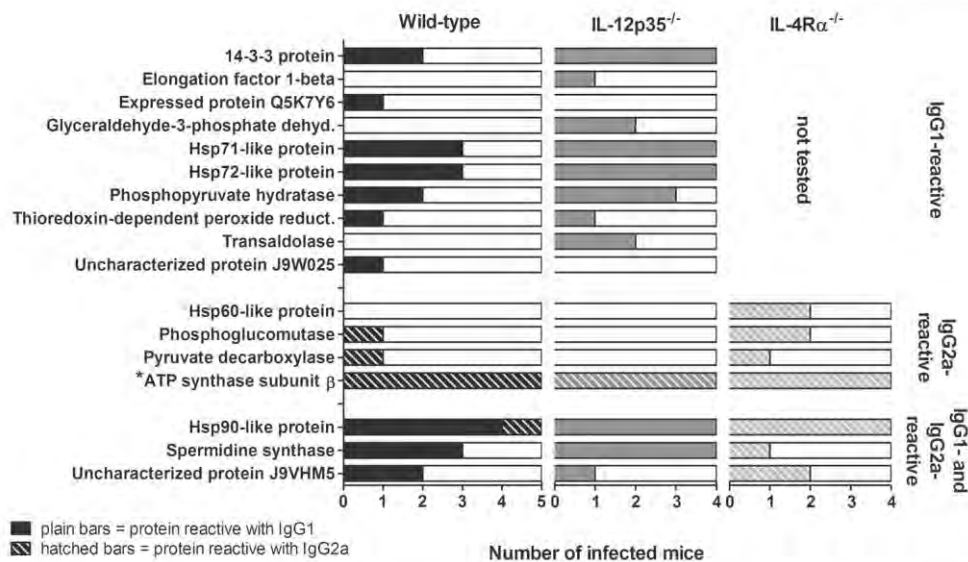 Wild-type IL-12p35-/- IL-4Rα-/-
14-3-3 protein
Elongation factor 1-beta
Expressed protein Q5K7Y6
Glyceraldehyde-3-phosphate dehyd.
Hsp71-like protein
Hsp72-like protein
Phosphopyruvate hydratase
Thioredoxin-dependent peroxide reduct.
Transaldolase
Uncharacterized protein J9W025
not tested
IgG1-reactive
Hsp60-like protein
Phosphoglucomutase
Pyruvate decarboxylase
*ATP synthase subunit β
IgG2a-
reactive
Hsp90-like protein
Spermidine synthase
Uncharacterized protein J9VHM5
IgG1- and
IgG2a-
reactive
0 1 2 3 4 5 0 1 2 3 4 0 1 2 3 4
plain bars = protein reactive with IgG1
hatched bars = protein reactive with IgG2a
Number of infected mice